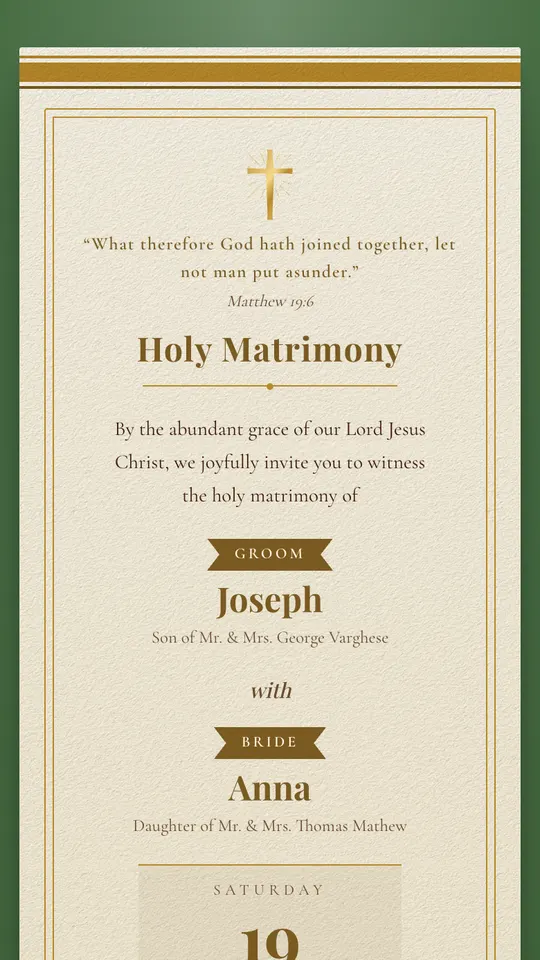 “What therefore God hath joined together, let
not man put asunder.”
Matthew 19:6
Holy Matrimony
By the abundant grace of our Lord Jesus
Christ, we joyfully invite you to witness
the holy matrimony of
GROOM
Joseph
Son of Mr. & Mrs. George Varghese
with
BRIDE
Anna
Daughter of Mr. & Mrs. Thomas Mathew
SATURDAY
19